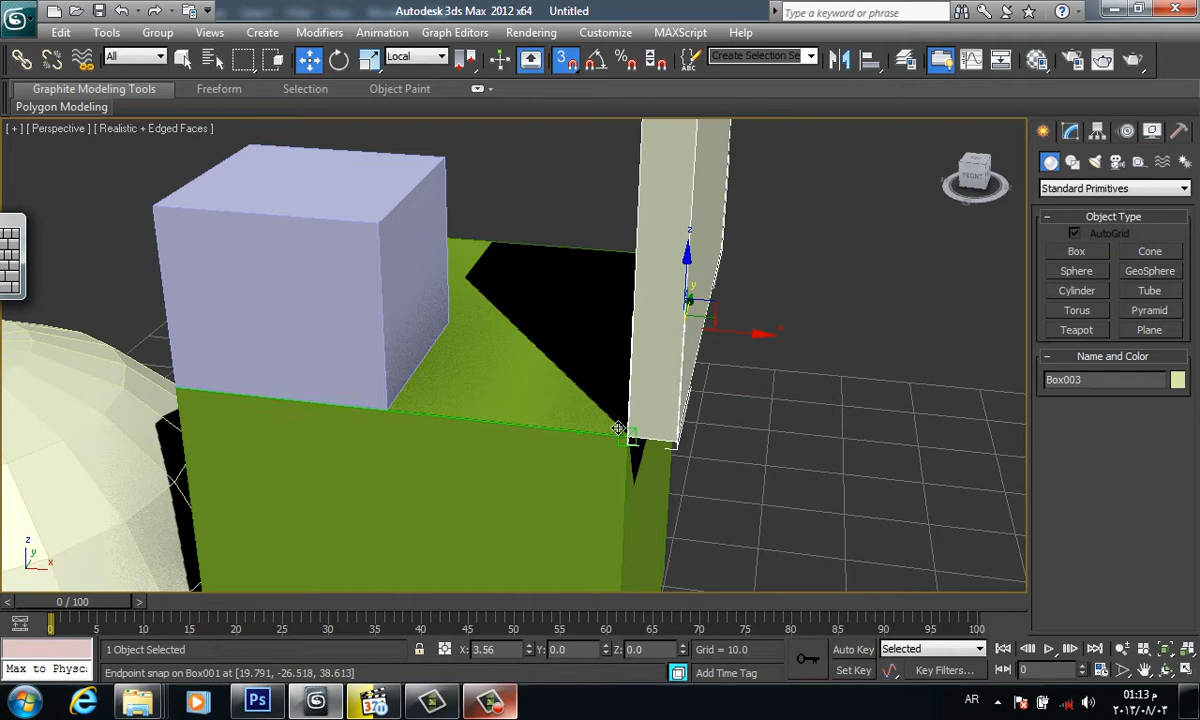 Autodesk 3ds Max 2012 x64   Untitled
Type a keyword or phrase
Edit Tools Group Views Create Modifiers Animation Graph Editors Rendering Customize MAXScript Help
All
Local
3
Create Selection Se
Graphite Modeling Tools Freeform Selection Object Paint
Polygon Modeling
[ + ] [ Perspective ] [ Realistic + Edged Faces ]
FRONT
Standard Primitives
Object Type
AutoGrid
Box Cone
Sphere GeoSphere
Cylinder Tube
Torus Pyramid
Teapot Plane
Name and Color
Box003
z
y
x
z
y
x
0 / 100
0 5 10 15 20 25 30 35 40 45 50 55 60 65 70 75 80 85 90 95 100
1 Object Selected X: 3.56 Y: 0.0 Z: 0.0 Grid = 10.0 Auto Key Selected
Max to Physc
Endpoint snap on Box001 at [19.791, -26.518, 38.613] Add Time Tag Set Key Key Filters... 0
Ps
AR
01:13 م
٢٠١٣/٠٨/٠٣